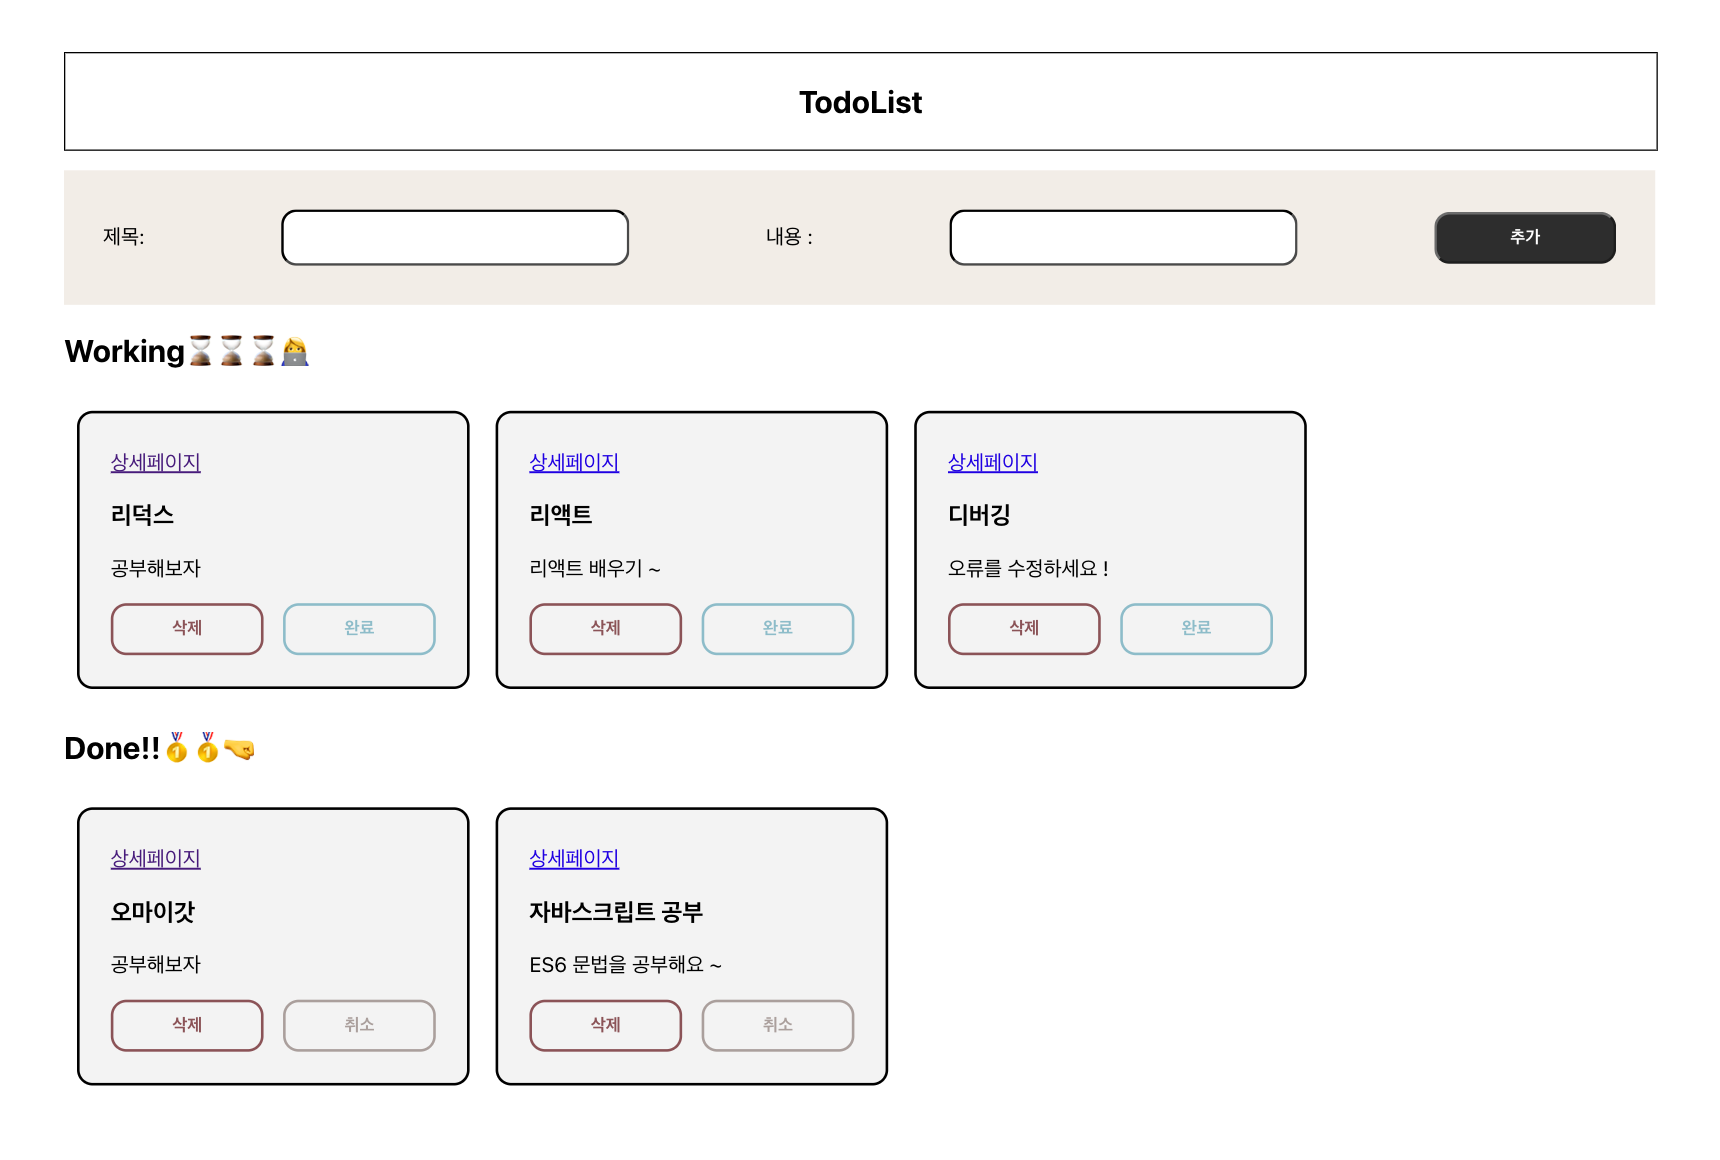 TodoList
제목:
내용 :
추가
Working⏳⏳⏳👩‍💻
상세페이지
리덕스
공부해보자
삭제
완료
상세페이지
리액트
리액트 배우기 ~
삭제
완료
상세페이지
디버깅
오류를 수정하세요 !
삭제
완료
Done!!🥇🥇🤜
상세페이지
오마이갓
공부해보자
삭제
취소
상세페이지
자바스크립트 공부
ES6 문법을 공부해요 ~
삭제
취소